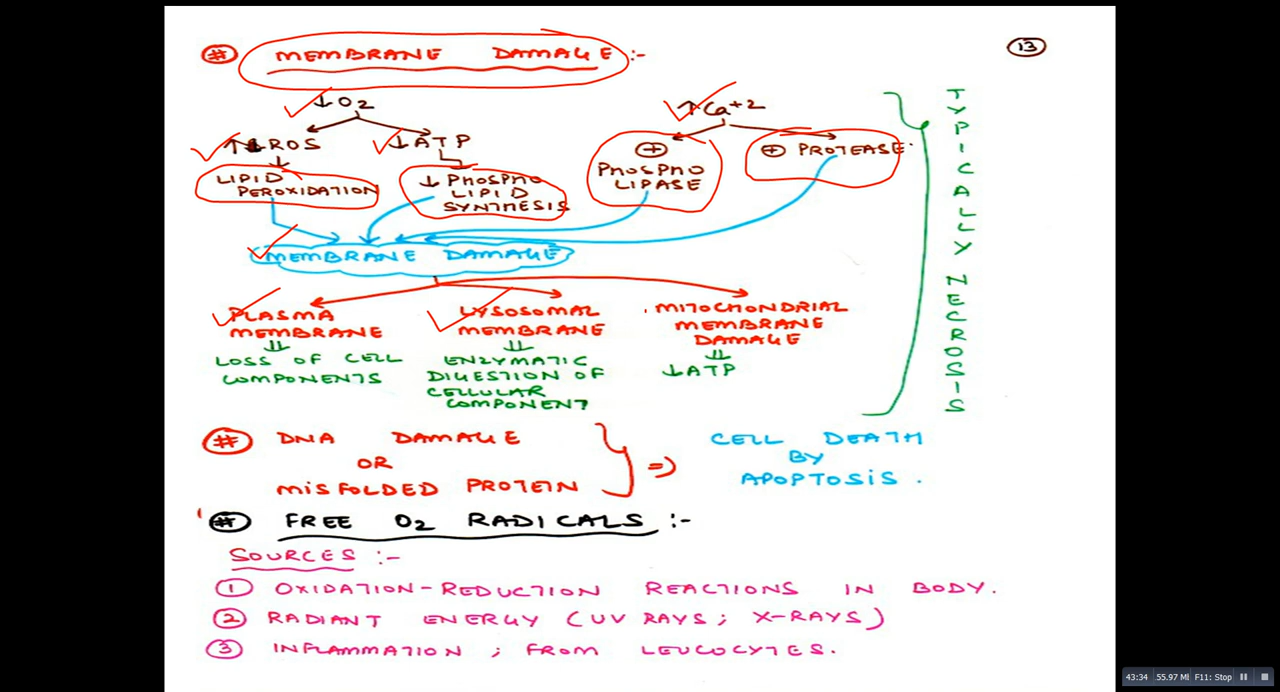 # MEMBRANE DAMAGE :-
13
↓O2
↑Ca+2
↑ROS
↓ATP
⊕ PHOSPHO LIPASE
⊕ PROTEASE
LIPID
PEROXIDATION
↓ PHOSPHO
LIPID
SYNTHESIS
MEMBRANE DAMAGE
PLASMA
MEMBRANE
LOSS OF CELL
COMPONENTS
LYSOSOMAL
MEMBRANE
ENZYMATIC
DIGESTION OF
CELLULAR
COMPONENT
MITOCHONDRIAL
MEMBRANE
DAMAGE
↓ATP
TYPICALLY NECROSIS
# DNA DAMAGE
OR
MISFOLDED PROTEIN
=> CELL DEATH
BY
APOPTOSIS.
# FREE O2 RADICALS :-
SOURCES :-
① OXIDATION-REDUCTION REACTIONS IN BODY.
② RADIANT ENERGY (UV RAYS; X-RAYS)
③ INFLAMMATION ; FROM LEUCOCYTES.
43:34 55.97 MI F11: Stop